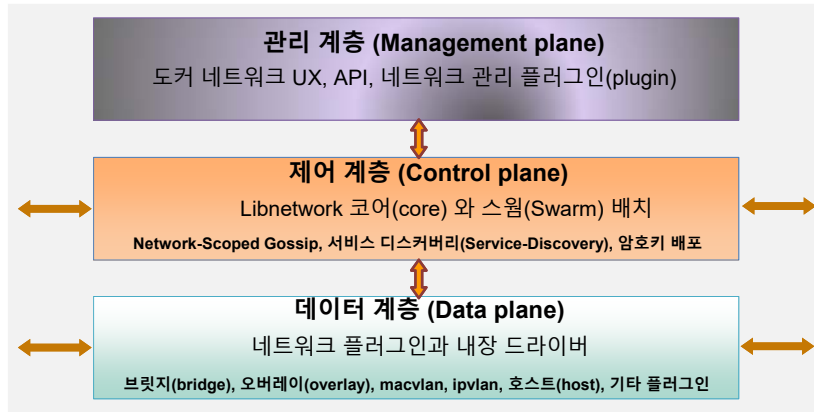 관리 계층 (Management plane)
도커 네트워크 UX, API, 네트워크 관리 플러그인(plugin)
제어 계층 (Control plane)
Libnetwork 코어(core) 와 스웜(Swarm) 배치
Network-Scoped Gossip, 서비스 디스커버리(Service-Discovery), 암호키 배포
데이터 계층 (Data plane)
네트워크 플러그인과 내장 드라이버
브릿지(bridge), 오버레이(overlay), macvlan, ipvlan, 호스트(host), 기타 플러그인